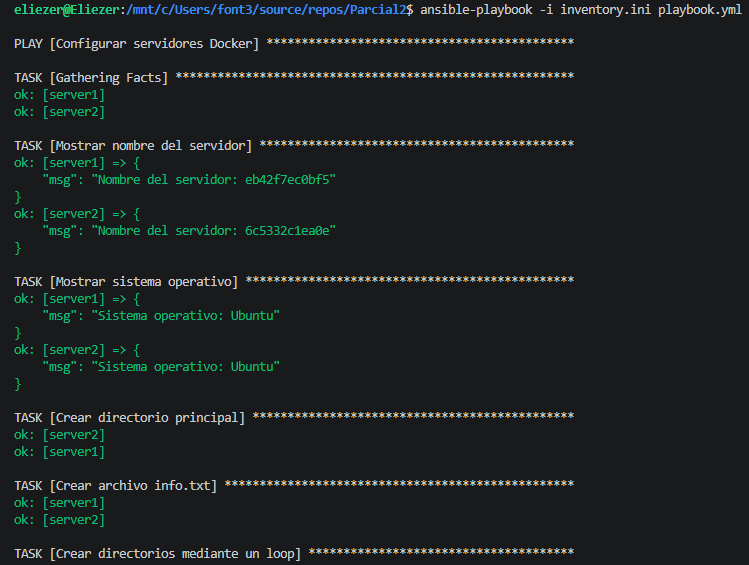 eliezer@Eliezer:/mnt/c/Users/font3/source/repos/Parcial2$ ansible-playbook -i inventory.ini playbook.yml
PLAY [Configurar servidores Docker] ********************************************
TASK [Gathering Facts] *********************************************************
ok: [server1]
ok: [server2]
TASK [Mostrar nombre del servidor] *********************************************
ok: [server1] => {
    "msg": "Nombre del servidor: eb42f7ec0bf5"
}
ok: [server2] => {
    "msg": "Nombre del servidor: 6c5332c1ea0e"
}
TASK [Mostrar sistema operativo] ***********************************************
ok: [server1] => {
    "msg": "Sistema operativo: Ubuntu"
}
ok: [server2] => {
    "msg": "Sistema operativo: Ubuntu"
}
TASK [Crear directorio principal] **********************************************
ok: [server2]
ok: [server1]
TASK [Crear archivo info.txt] **************************************************
ok: [server1]
ok: [server2]
TASK [Crear directorios mediante un loop] **************************************